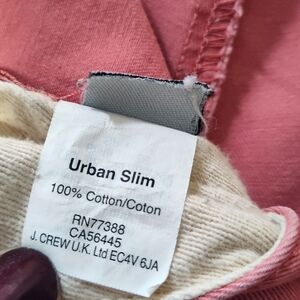 Urban Slim
100% Cotton/Coton
RN77388
CA56445
J. CREW U.K. Ltd EC4V 6JA